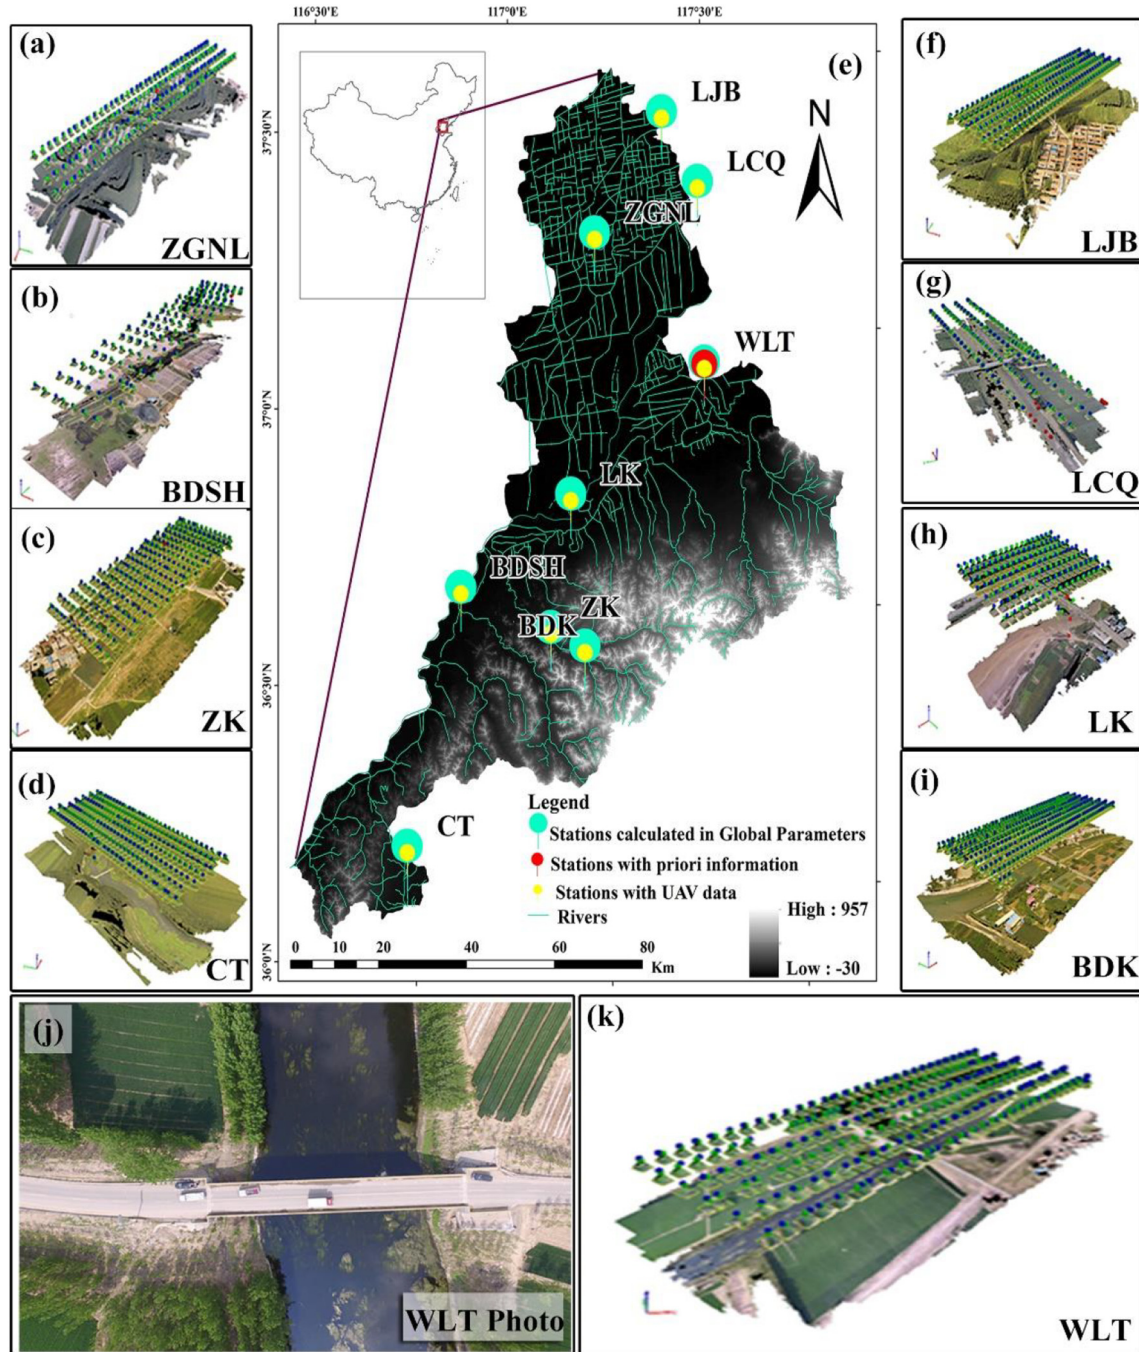 116°30'E
117°0'E
117°30'E
(a)
ZGNL
(b)
BDSH
(c)
ZK
(d)
CT
(e)
N
37°30'N
37°0'N
36°30'N
36°0'N
LJB
LCQ
ZGNL
WLT
LK
BDSH
ZK
BDK
CT
Legend
Stations calculated in Global Parameters
Stations with priori information
Stations with UAV data
Rivers
High : 957
Low : -30
0 10 20 40 60 80
Km
(f)
LJB
(g)
LCQ
(h)
LK
(i)
BDK
(j)
WLT Photo
(k)
WLT